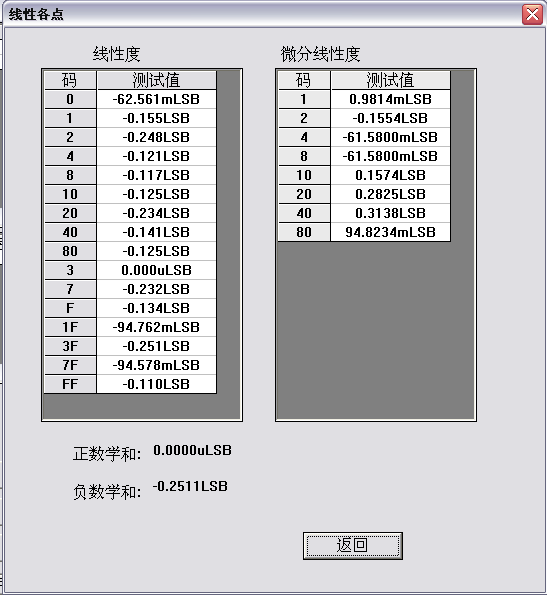 线性各点
线性度
码 测试值
0 -62.561mLSB
1 -0.155LSB
2 -0.248LSB
4 -0.121LSB
8 -0.117LSB
10 -0.125LSB
20 -0.234LSB
40 -0.141LSB
80 -0.125LSB
3 0.000uLSB
7 -0.232LSB
F -0.134LSB
1F -94.762mLSB
3F -0.251LSB
7F -94.578mLSB
FF -0.110LSB
微分线性度
码 测试值
1 0.9814mLSB
2 -0.1554LSB
4 -61.5800mLSB
8 -61.5800mLSB
10 0.1574LSB
20 0.2825LSB
40 0.3138LSB
80 94.8234mLSB
正数学和: 0.0000uLSB
负数学和: -0.2511LSB
返回